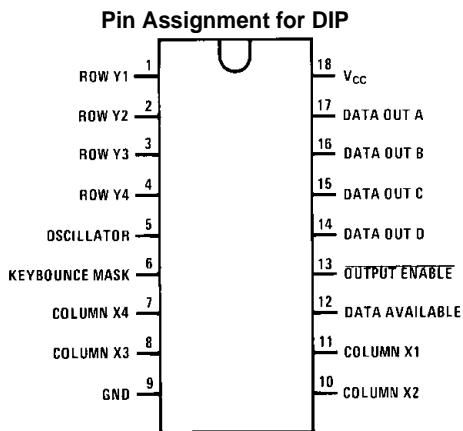 Pin Assignment for DIP
ROW Y1 1 18 VCC
ROW Y2 2 17 DATA OUT A
ROW Y3 3 16 DATA OUT B
ROW Y4 4 15 DATA OUT C
OSCILLATOR 5 14 DATA OUT D
KEYBOUNCE MASK 6 13 OUTPUT ENABLE
COLUMN X4 7 12 DATA AVAILABLE
COLUMN X3 8 11 COLUMN X1
GND 9 10 COLUMN X2